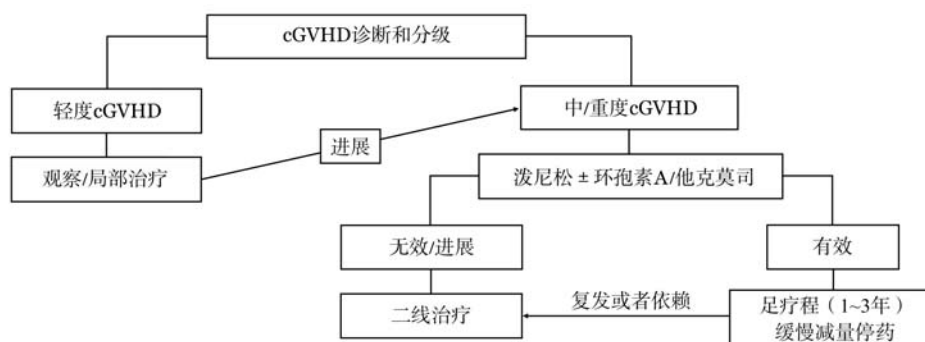 cGVHD诊断和分级
轻度cGVHD
中/重度cGVHD
进展
观察/局部治疗
泼尼松±环孢素A/他克莫司
无效/进展
有效
二线治疗
复发或者依赖
足疗程（1~3年）
缓慢减量停药